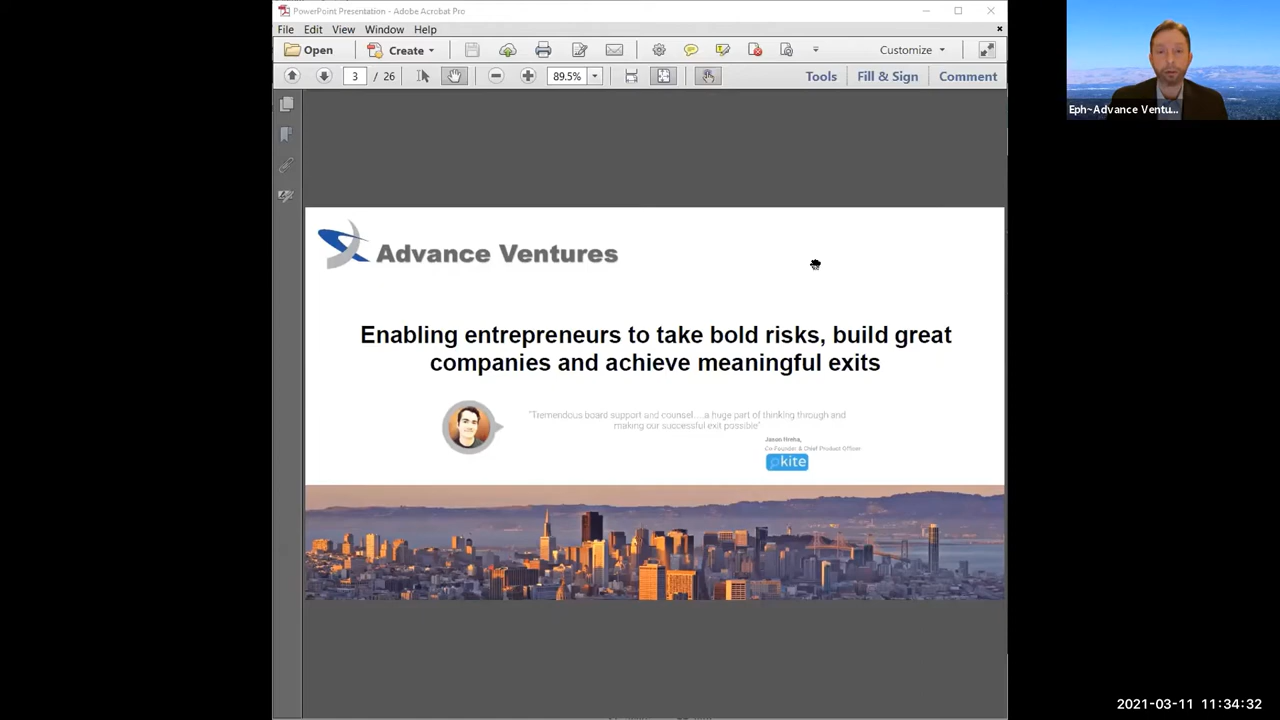 PowerPoint Presentation - Adobe Acrobat Pro
File Edit View Window Help
Open Create Customize
3 / 26 89.5% Tools Fill & Sign Comment
Eph~Advance Ventu...
Advance Ventures
Enabling entrepreneurs to take bold risks, build great
companies and achieve meaningful exits
"Tremendous board support and counsel....a huge part of thinking through and
making our successful exit possible"
Jason Hreha,
Co-Founder & Chief Product Officer
kite
2021-03-11 11:34:32